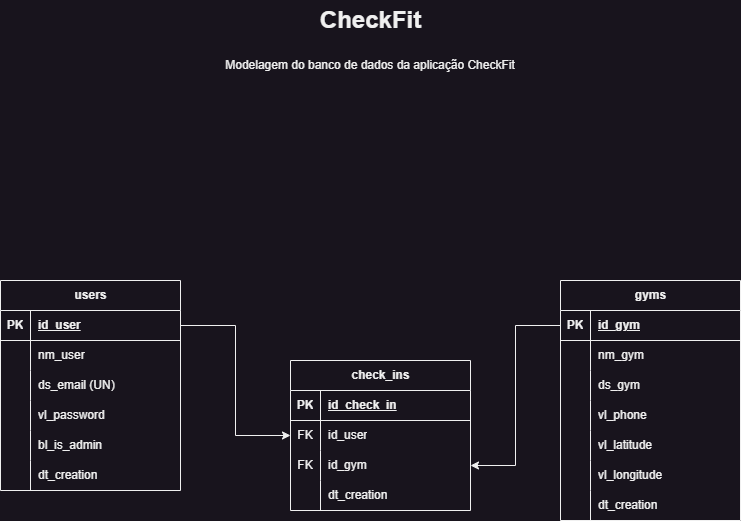 CheckFit
Modelagem do banco de dados da aplicação CheckFit
users
PK id_user
nm_user
ds_email (UN)
vl_password
bl_is_admin
dt_creation
check_ins
PK id_check_in
FK id_user
FK id_gym
dt_creation
gyms
PK id_gym
nm_gym
ds_gym
vl_phone
vl_latitude
vl_longitude
dt_creation